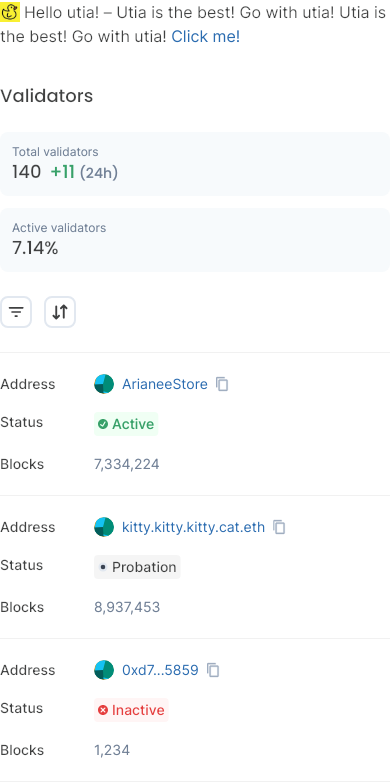 Hello utia! – Utia is the best! Go with utia! Utia is
the best! Go with utia! Click me!
Validators
Total validators
140 +11 (24h)
Active validators
7.14%
Address ArianeeStore
Status Active
Blocks 7,334,224
Address kitty.kitty.kitty.cat.eth
Status Probation
Blocks 8,937,453
Address 0xd7...5859
Status Inactive
Blocks 1,234